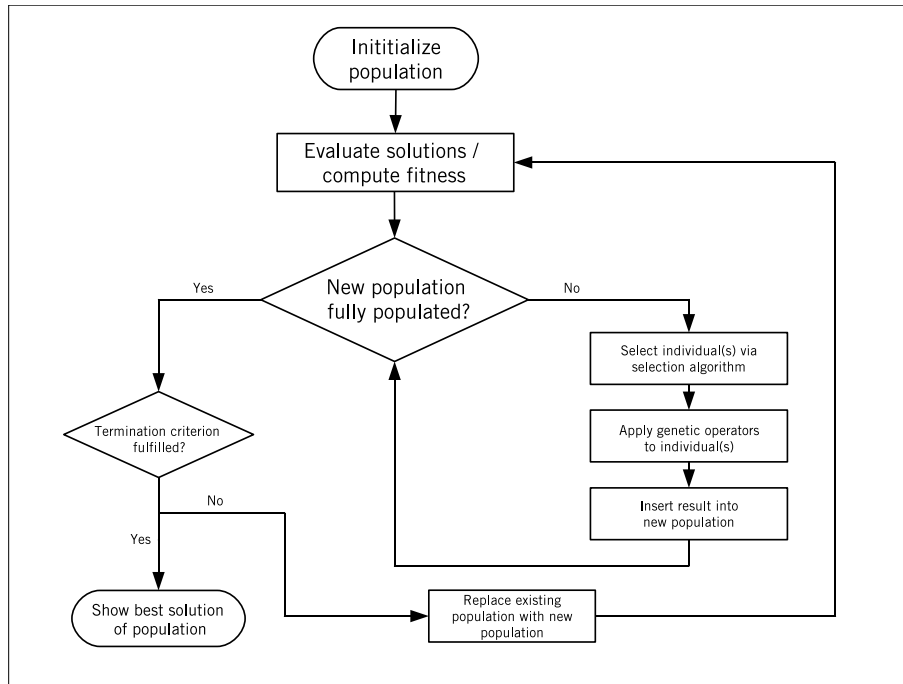 Inititialize
population
Evaluate solutions /
compute fitness
New population
fully populated?
Yes
No
Select individual(s) via
selection algorithm
Apply genetic operators
to individual(s)
Insert result into
new population
Termination criterion
fulfilled?
No
Yes
Show best solution
of population
Replace existing
population with new
population